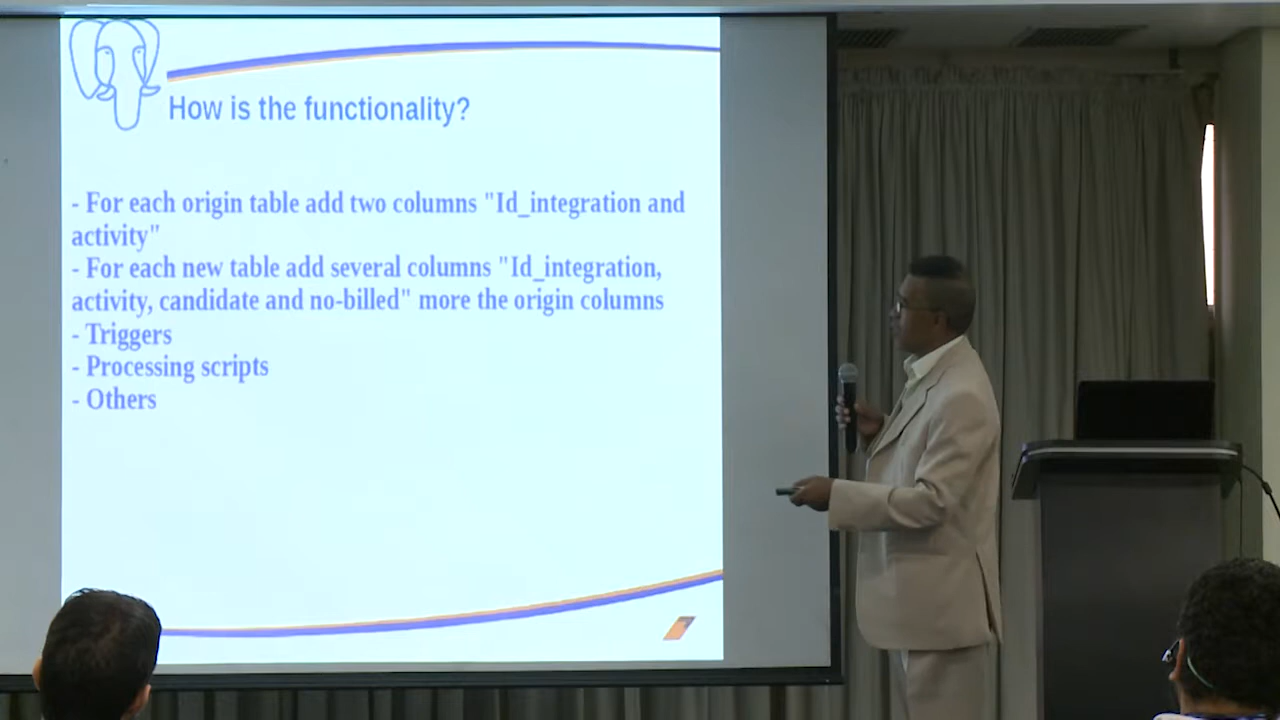 How is the functionality?
- For each origin table add two columns "Id_integration and
activity"
- For each new table add several columns "Id_integration,
activity, candidate and no-billed" more the origin columns
- Triggers
- Processing scripts
- Others